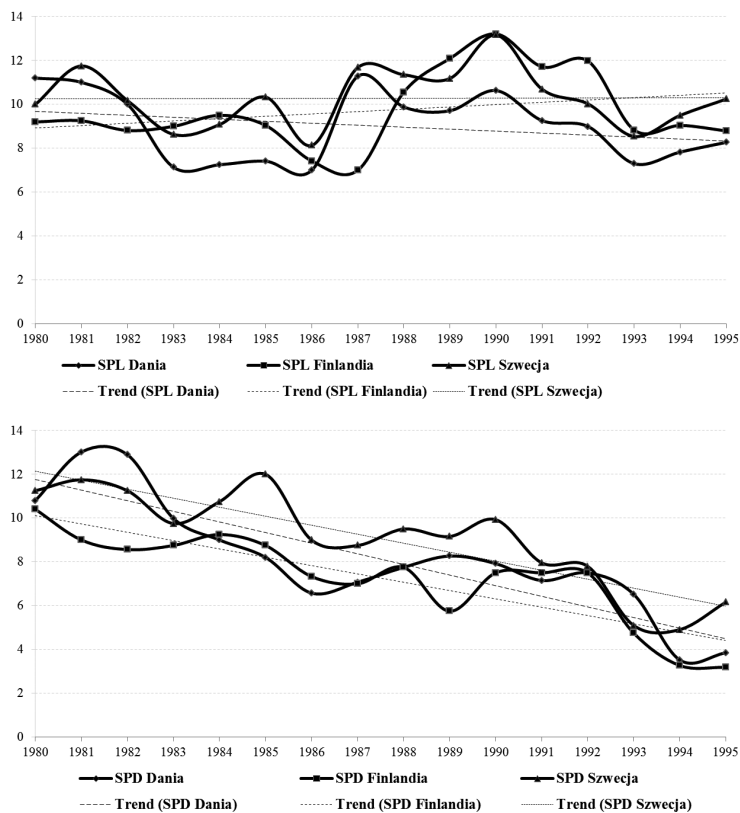 14
12
10
8
6
4
2
0
1980 1981 1982 1983 1984 1985 1986 1987 1988 1989 1990 1991 1992 1993 1994 1995
SPL Dania SPL Finlandia SPL Szwecja
Trend (SPL Dania) Trend (SPL Finlandia) Trend (SPL Szwecja)
14
12
10
8
6
4
2
0
1980 1981 1982 1983 1984 1985 1986 1987 1988 1989 1990 1991 1992 1993 1994 1995
SPD Dania SPD Finlandia SPD Szwecja
Trend (SPD Dania) Trend (SPD Finlandia) Trend (SPD Szwecja)